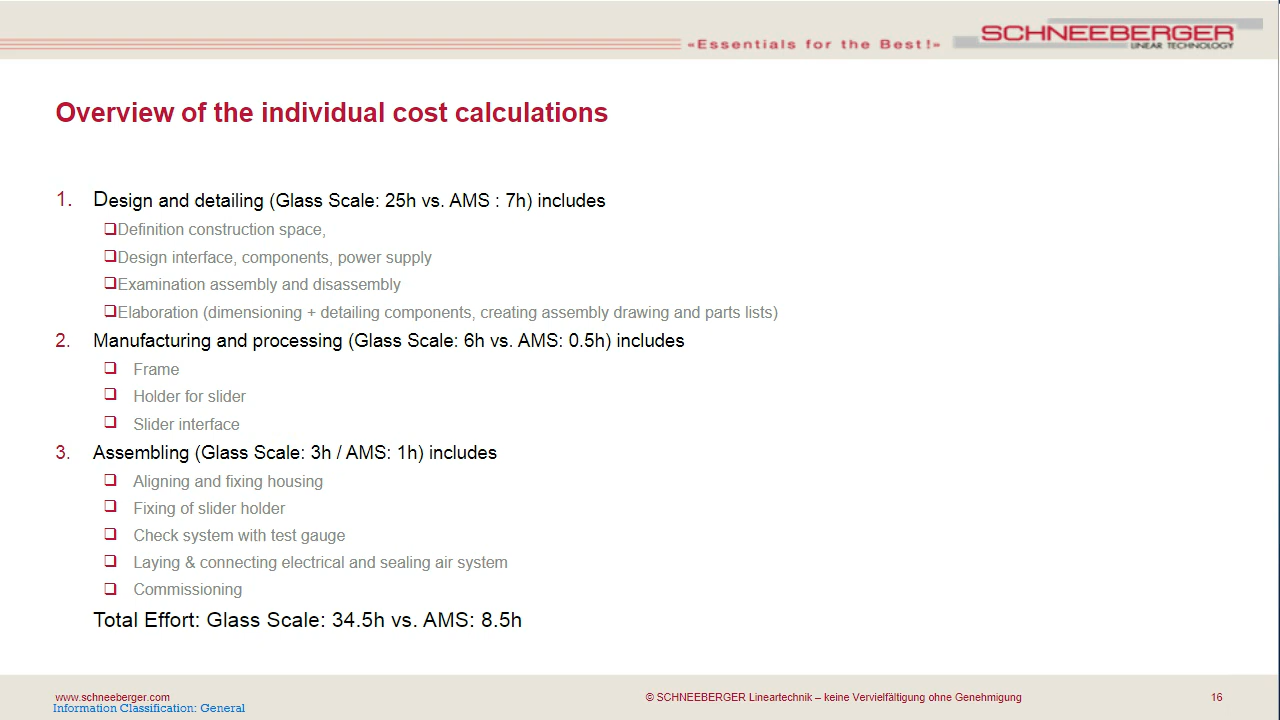 «Essentials for the Best!»
SCHNEEBERGER
LINEAR TECHNOLOGY
Overview of the individual cost calculations
1. Design and detailing (Glass Scale: 25h vs. AMS : 7h) includes
❑Definition construction space,
❑Design interface, components, power supply
❑Examination assembly and disassembly
❑Elaboration (dimensioning + detailing components, creating assembly drawing and parts lists)
2. Manufacturing and processing (Glass Scale: 6h vs. AMS: 0.5h) includes
❑ Frame
❑ Holder for slider
❑ Slider interface
3. Assembling (Glass Scale: 3h / AMS: 1h) includes
❑ Aligning and fixing housing
❑ Fixing of slider holder
❑ Check system with test gauge
❑ Laying & connecting electrical and sealing air system
❑ Commissioning
Total Effort: Glass Scale: 34.5h vs. AMS: 8.5h
www.schneeberger.com
© SCHNEEBERGER Lineartechnik – keine Vervielfältigung ohne Genehmigung
16
Information Classification: General